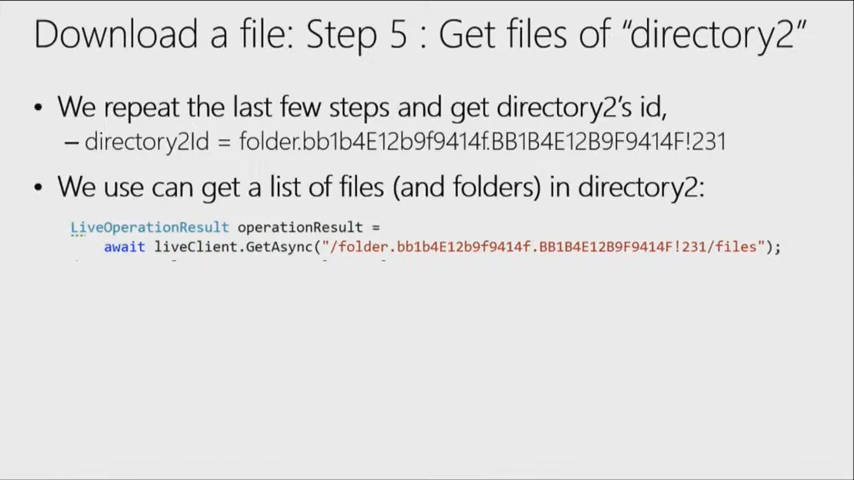 Download a file: Step 5 : Get files of “directory2”
• We repeat the last few steps and get directory2’s id,
– directory2Id = folder.bb1b4E12b9f9414f.BB1B4E12B9F9414F!231
• We use can get a list of files (and folders) in directory2:
LiveOperationResult operationResult =
await liveClient.GetAsync("/folder.bb1b4E12b9f9414f.BB1B4E12B9F9414F!231/files");